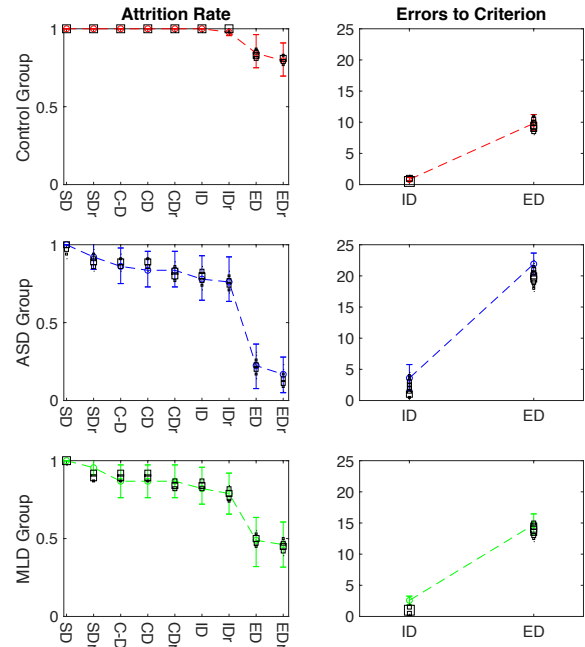 Attrition Rate
Errors to Criterion
Control Group
1
0.5
0
SD
SDr
C-D
CD
CDr
ID
IDr
ED
EDr
25
20
15
10
5
0
ID
ED
ASD Group
1
0.5
0
SD
SDr
C-D
CD
CDr
ID
IDr
ED
EDr
25
20
15
10
5
0
ID
ED
MLD Group
1
0.5
0
SD
SDr
C-D
CD
CDr
ID
IDr
ED
EDr
25
20
15
10
5
0
ID
ED